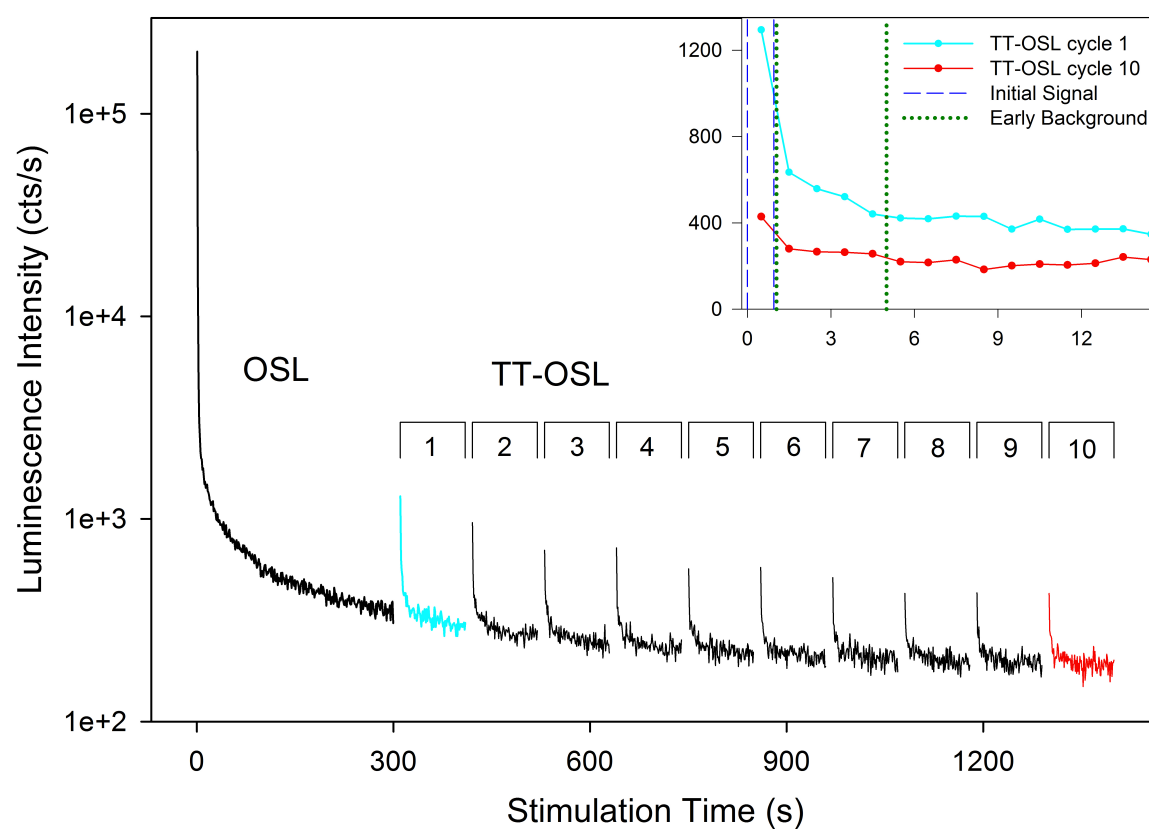 1200
800
400
0
0
3
6
9
12
TT-OSL cycle 1
TT-OSL cycle 10
Initial Signal
Early Background
Luminescence Intensity (cts/s)
1e+5
1e+4
1e+3
1e+2
OSL
TT-OSL
1
2
3
4
5
6
7
8
9
10
0
300
600
900
1200
Stimulation Time (s)